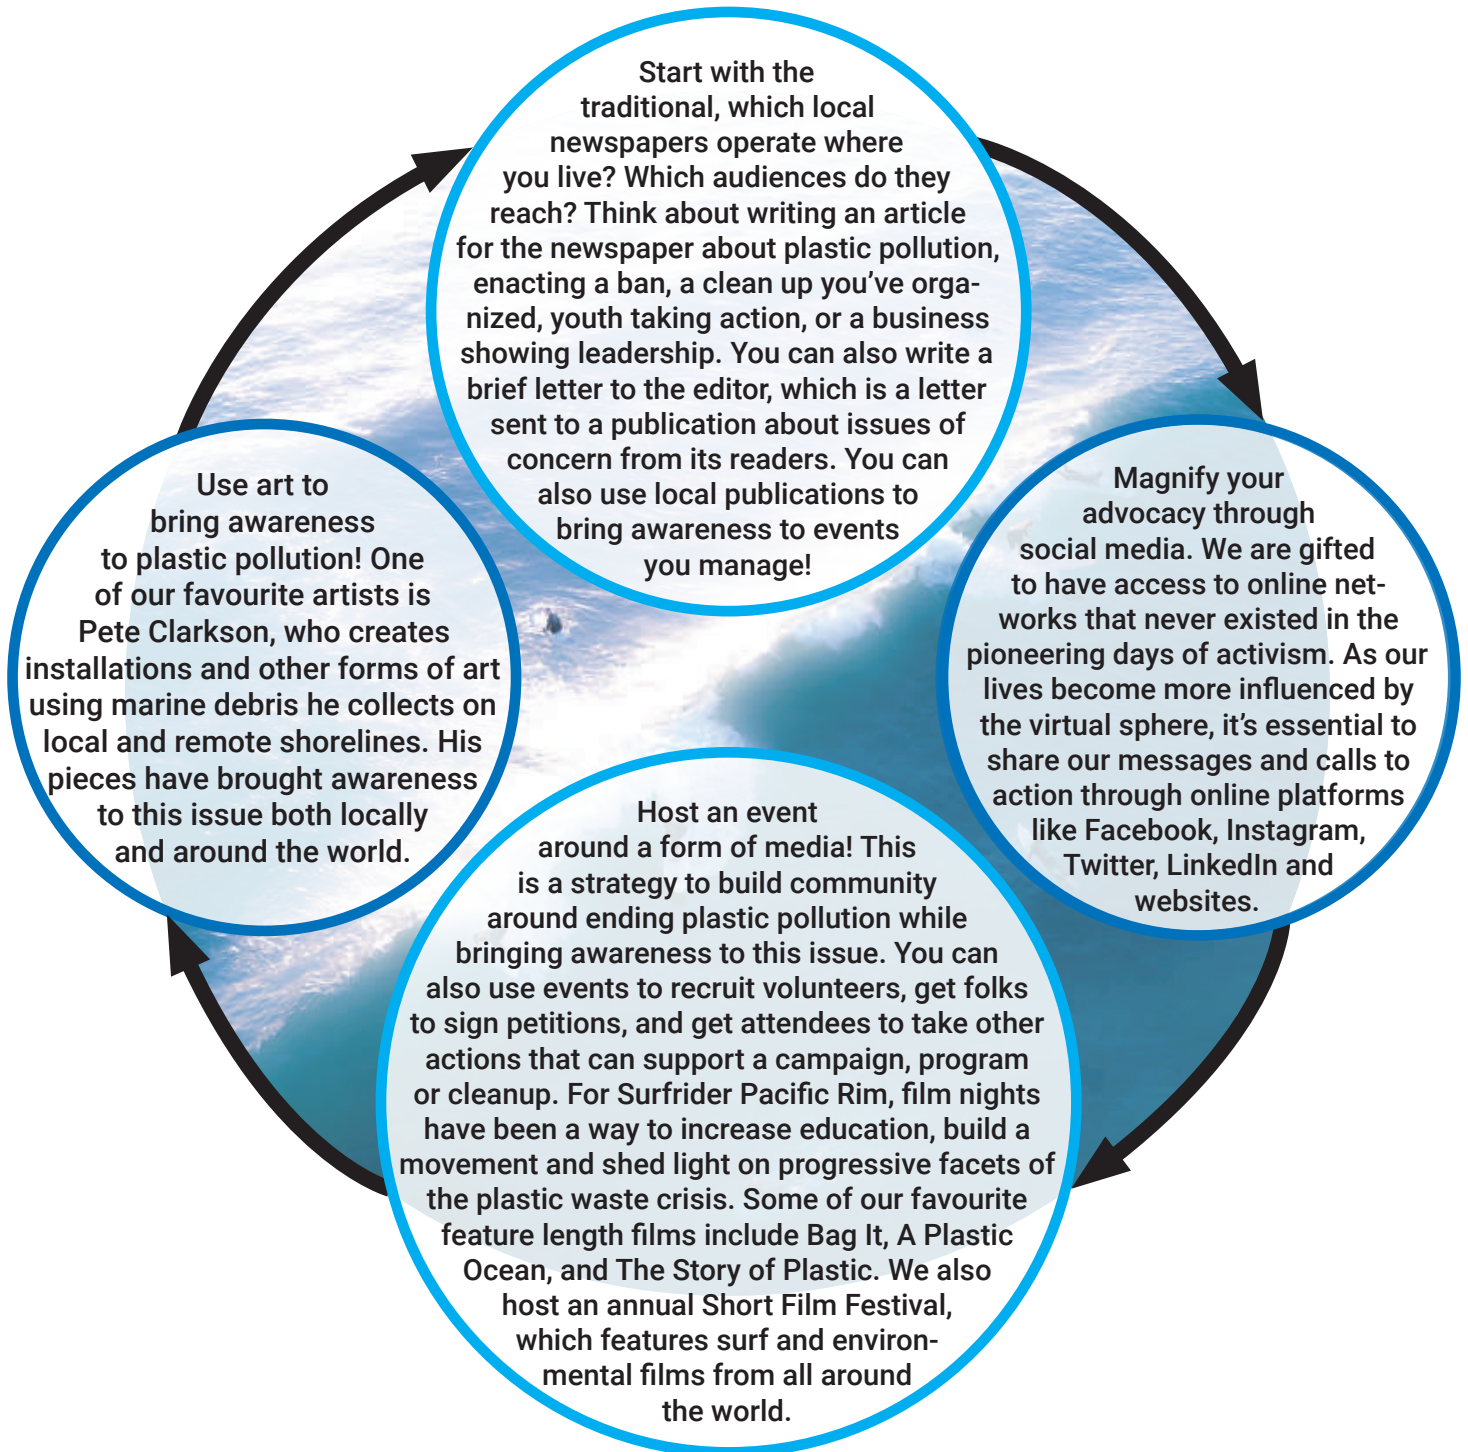 Start with the
traditional, which local
newspapers operate where
you live? Which audiences do they
reach? Think about writing an article
for the newspaper about plastic pollution,
enacting a ban, a clean up you’ve orga-
nized, youth taking action, or a business
showing leadership. You can also write a
brief letter to the editor, which is a letter
sent to a publication about issues of
concern from its readers. You can
also use local publications to
bring awareness to events
you manage!
Magnify your
advocacy through
social media. We are gifted
to have access to online net-
works that never existed in the
pioneering days of activism. As our
lives become more influenced by
the virtual sphere, it’s essential to
share our messages and calls to
action through online platforms
like Facebook, Instagram,
Twitter, LinkedIn and
websites.
Host an event
around a form of media! This
is a strategy to build community
around ending plastic pollution while
bringing awareness to this issue. You can
also use events to recruit volunteers, get folks
to sign petitions, and get attendees to take other
actions that can support a campaign, program
or cleanup. For Surfrider Pacific Rim, film nights
have been a way to increase education, build a
movement and shed light on progressive facets of
the plastic waste crisis. Some of our favourite
feature length films include Bag It, A Plastic
Ocean, and The Story of Plastic. We also
host an annual Short Film Festival,
which features surf and environ-
mental films from all around
the world.
Use art to
bring awareness
to plastic pollution! One
of our favourite artists is
Pete Clarkson, who creates
installations and other forms of art
using marine debris he collects on
local and remote shorelines. His
pieces have brought awareness
to this issue both locally
and around the world.